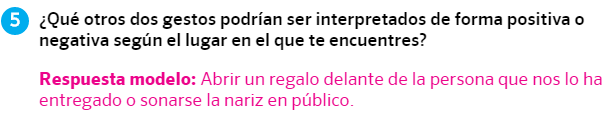 5 ¿Qué otros dos gestos podrían ser interpretados de forma positiva o
negativa según el lugar en el que te encuentres?
Respuesta modelo: Abrir un regalo delante de la persona que nos lo ha
entregado o sonarse la nariz en público.